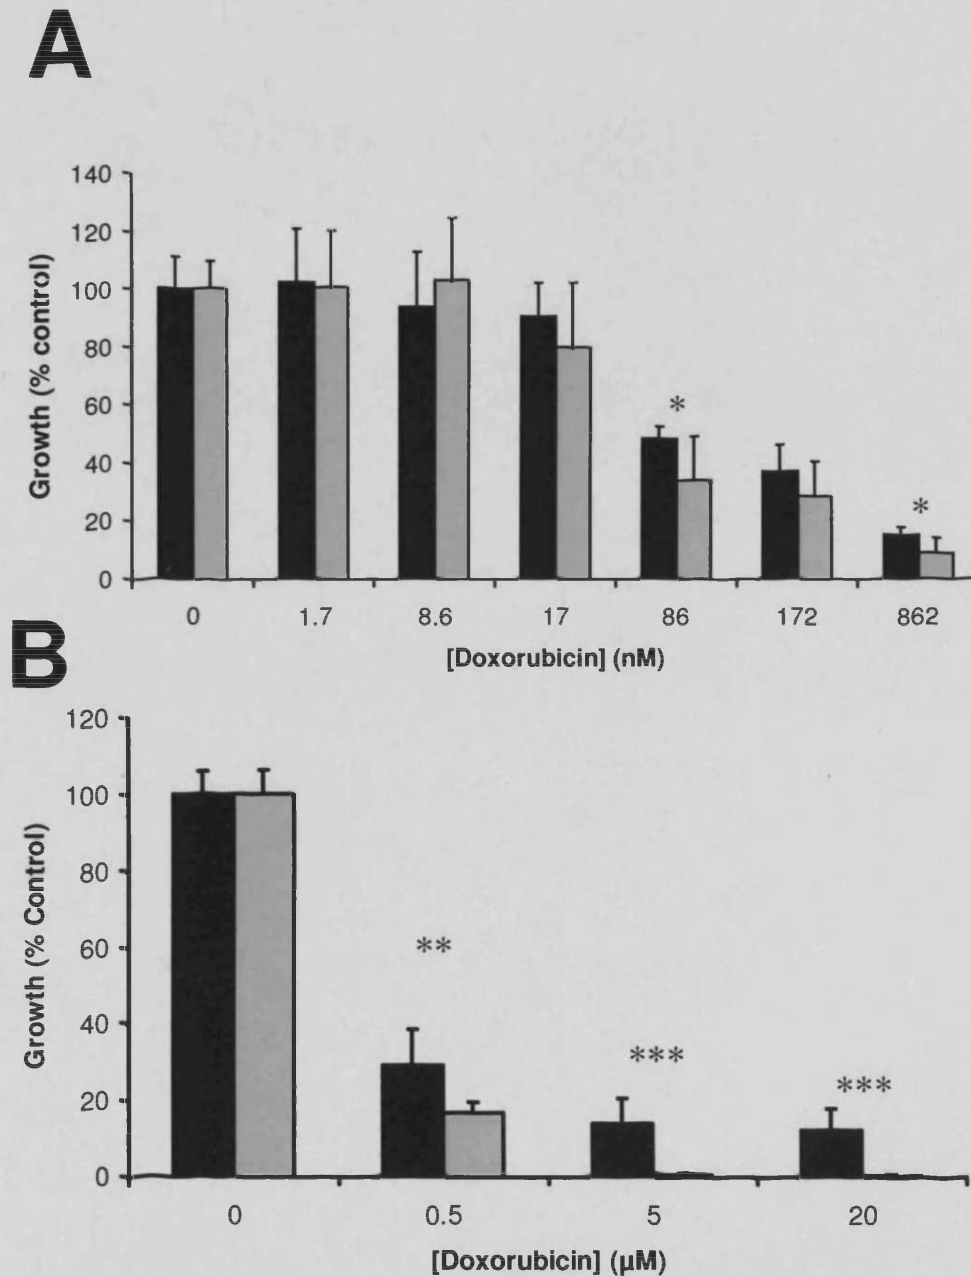 A
140
120
100
80
60
40
20
0
Growth (% control)
*
*
0 1.7 8.6 17 86 172 862
[Doxorubicin] (nM)
B
120
100
80
60
40
20
0
Growth (% Control)
**
***
***
0 0.5 5 20
[Doxorubicin] (µM)